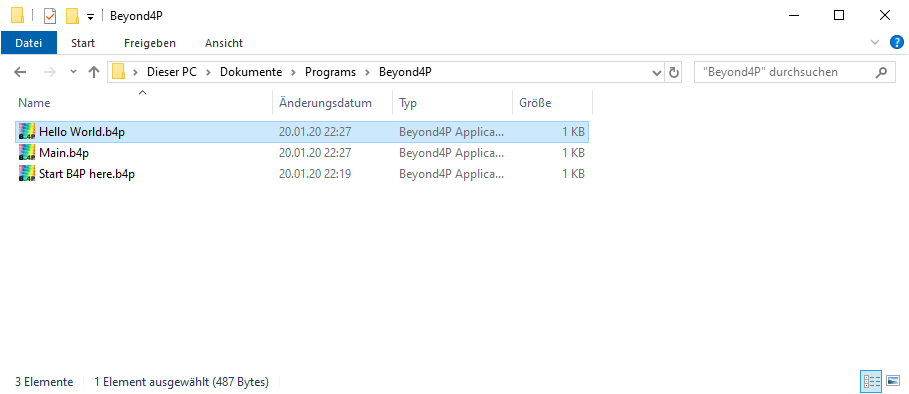 Beyond4P
Datei Start Freigeben Ansicht
Dieser PC Dokumente Programs Beyond4P "Beyond4P" durchsuchen
Name Änderungsdatum Typ Größe
Hello World.b4p 20.01.20 22:27 Beyond4P Applica... 1 KB
Main.b4p 20.01.20 22:27 Beyond4P Applica... 1 KB
Start B4P here.b4p 20.01.20 22:19 Beyond4P Applica... 1 KB
3 Elemente 1 Element ausgewählt (487 Bytes)